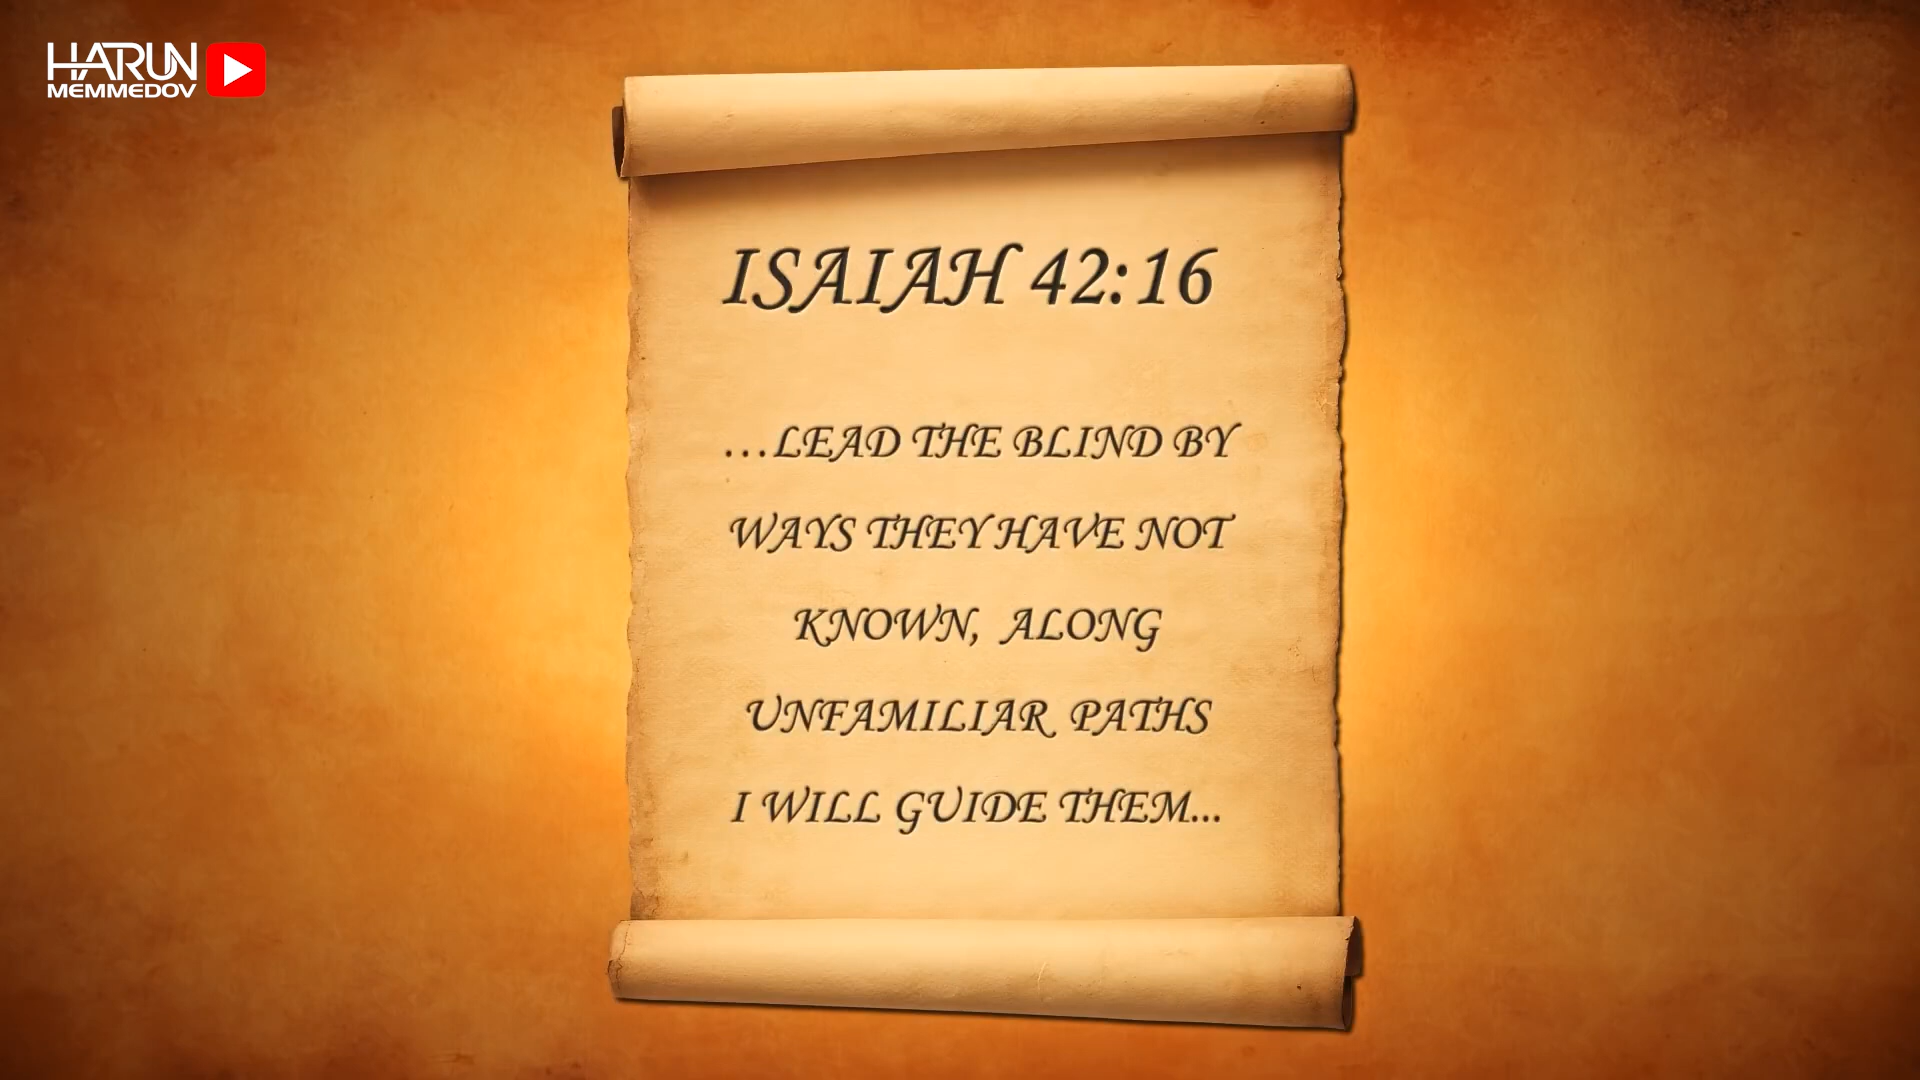 HARUN
MEMMEDOV
ISAIAH 42:16
...LEAD THE BLIND BY
WAYS THEY HAVE NOT
KNOWN, ALONG
UNFAMILIAR PATHS
I WILL GUIDE THEM...